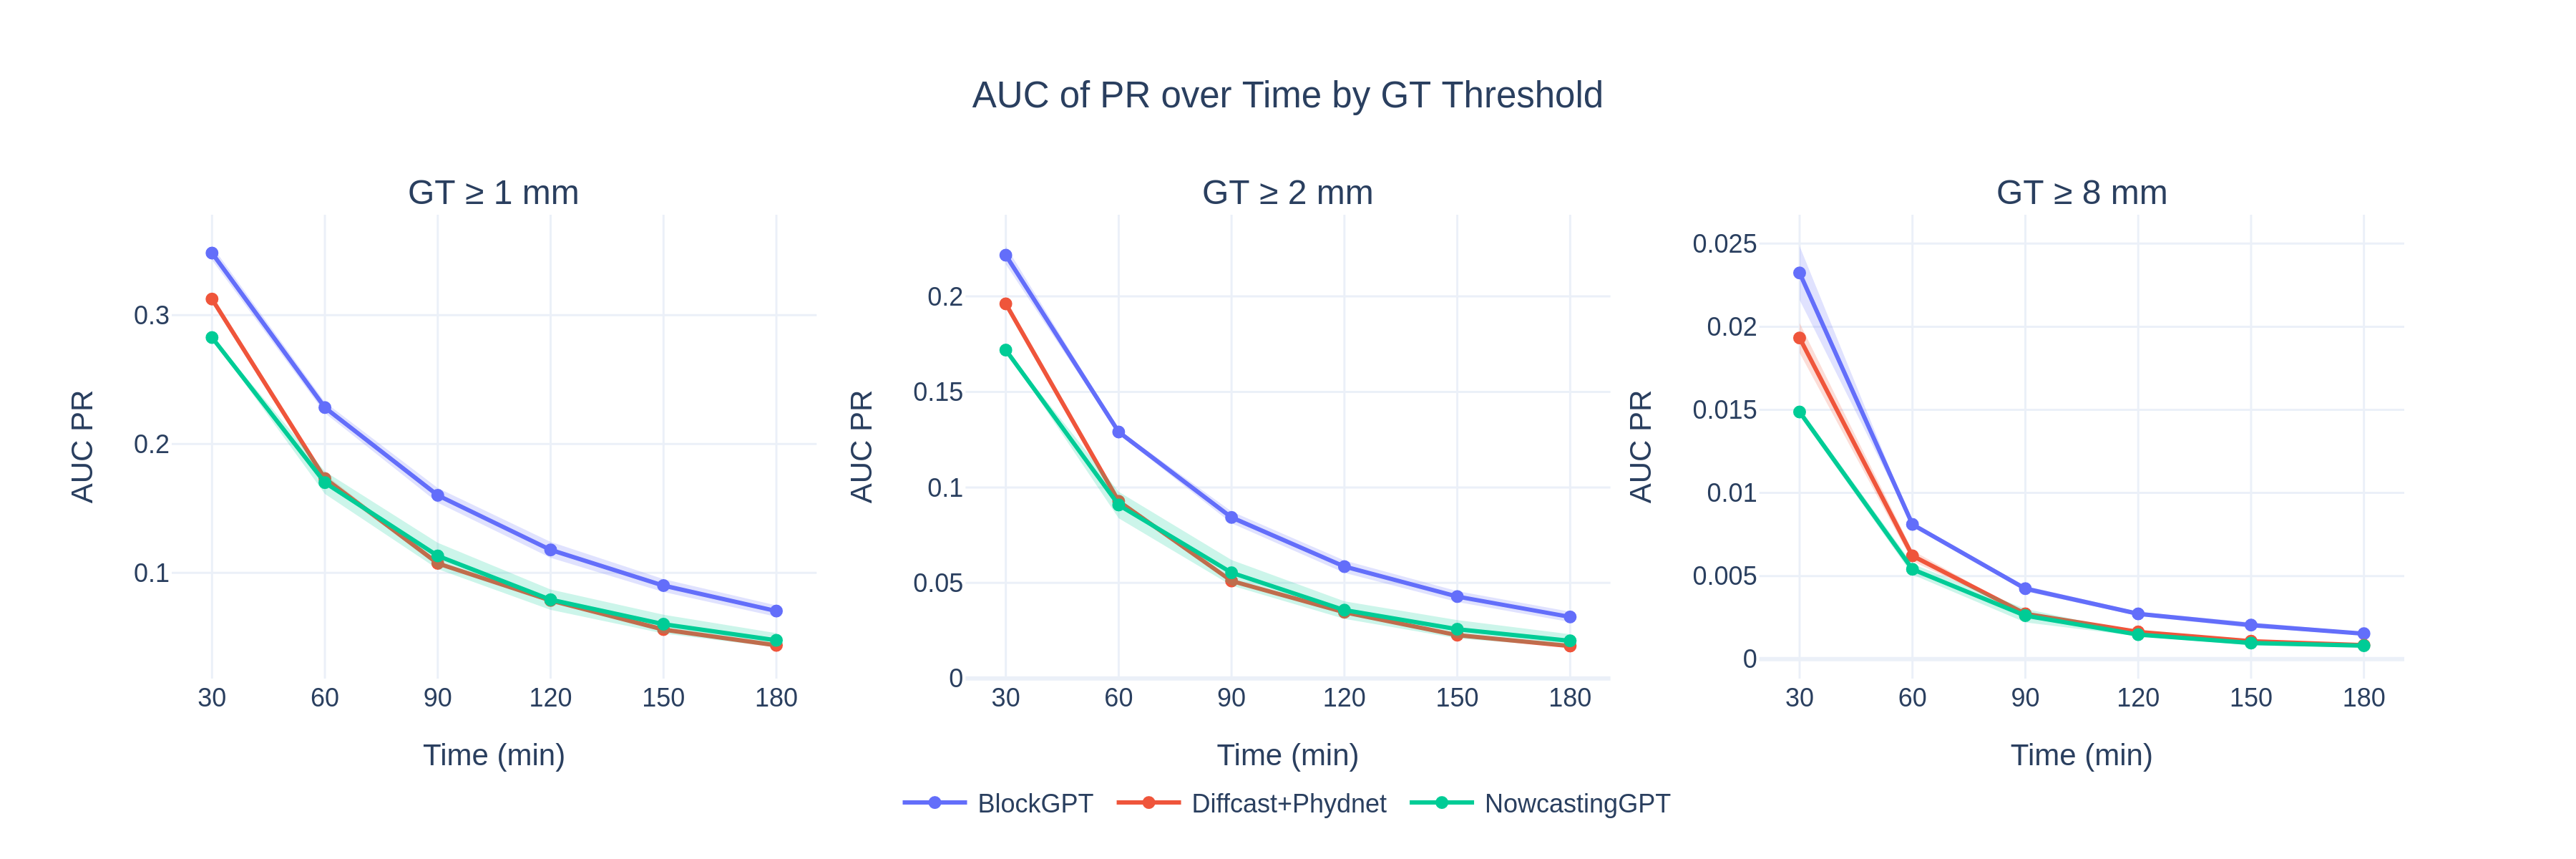 AUC of PR over Time by GT Threshold
GT ≥ 1 mm
AUC PR
0.3
0.2
0.1
30 60 90 120 150 180
Time (min)
GT ≥ 2 mm
AUC PR
0.2
0.15
0.1
0.05
0
30 60 90 120 150 180
Time (min)
GT ≥ 8 mm
AUC PR
0.025
0.02
0.015
0.01
0.005
0
30 60 90 120 150 180
Time (min)
BlockGPT Diffcast+Phydnet NowcastingGPT